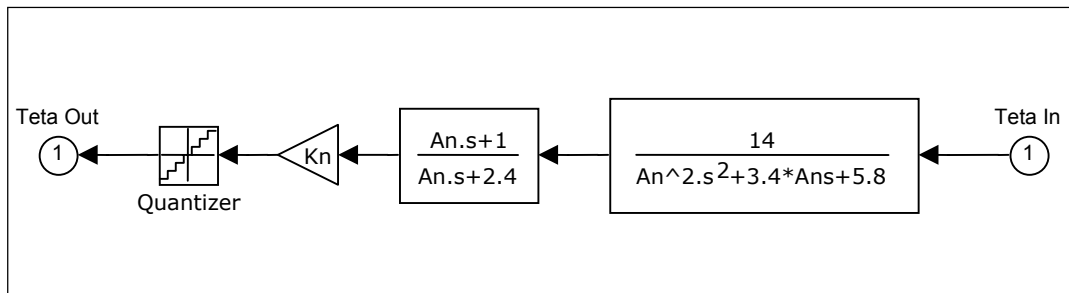 Teta Out
1
Quantizer
Kn
An.s+1
An.s+2.4
14
An^2.s2+3.4*Ans+5.8
Teta In
1